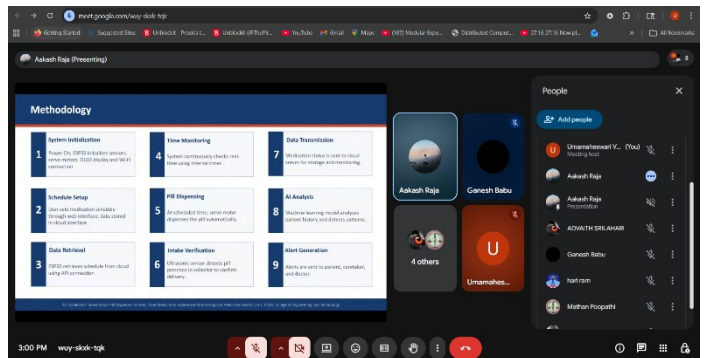 meet.google.com/wuy-skxk-tqk
Getting Started
Suggested Sites
YouTube
Gmail
Maps
Distributed Comput...
All Bookmarks
Aakash Raja (Presenting)
Methodology
1
System Initialization
Power On, ESP32 initializes sensors,
servo motors, OLED display and Wi-Fi
connection
4
Time Monitoring
System continuously checks real-
time using internal timer.
7
Data Transmission
Medication status is sent to cloud
server for storage and monitoring.
2
Schedule Setup
User sets medication schedule
through web interface; data stored
in cloud interface
5
Pill Dispensing
At scheduled time, servo motor
dispenses the pill automatically.
8
AI Analysis
Machine learning model analyzes
patient history and detects patterns.
3
Data Retrieval
ESP32 retrieves schedule from cloud
using API connection
6
Intake Verification
Ultrasonic sensor detects pill
presence in collector to confirm
delivery.
9
Alert Generation
Alerts are sent to patient, caretaker,
and doctor.
Aakash Raja
Ganesh Babu
4 others
U
Umamahes...
People
Add people
U
Umamaheswari V... (You)
Meeting host
Aakash Raja
Aakash Raja
Presentation
ADVAITH SRILAHARI
Ganesh Babu
hari ram
Mathan Poopathi
3:00 PM
wuy-skxk-tqk